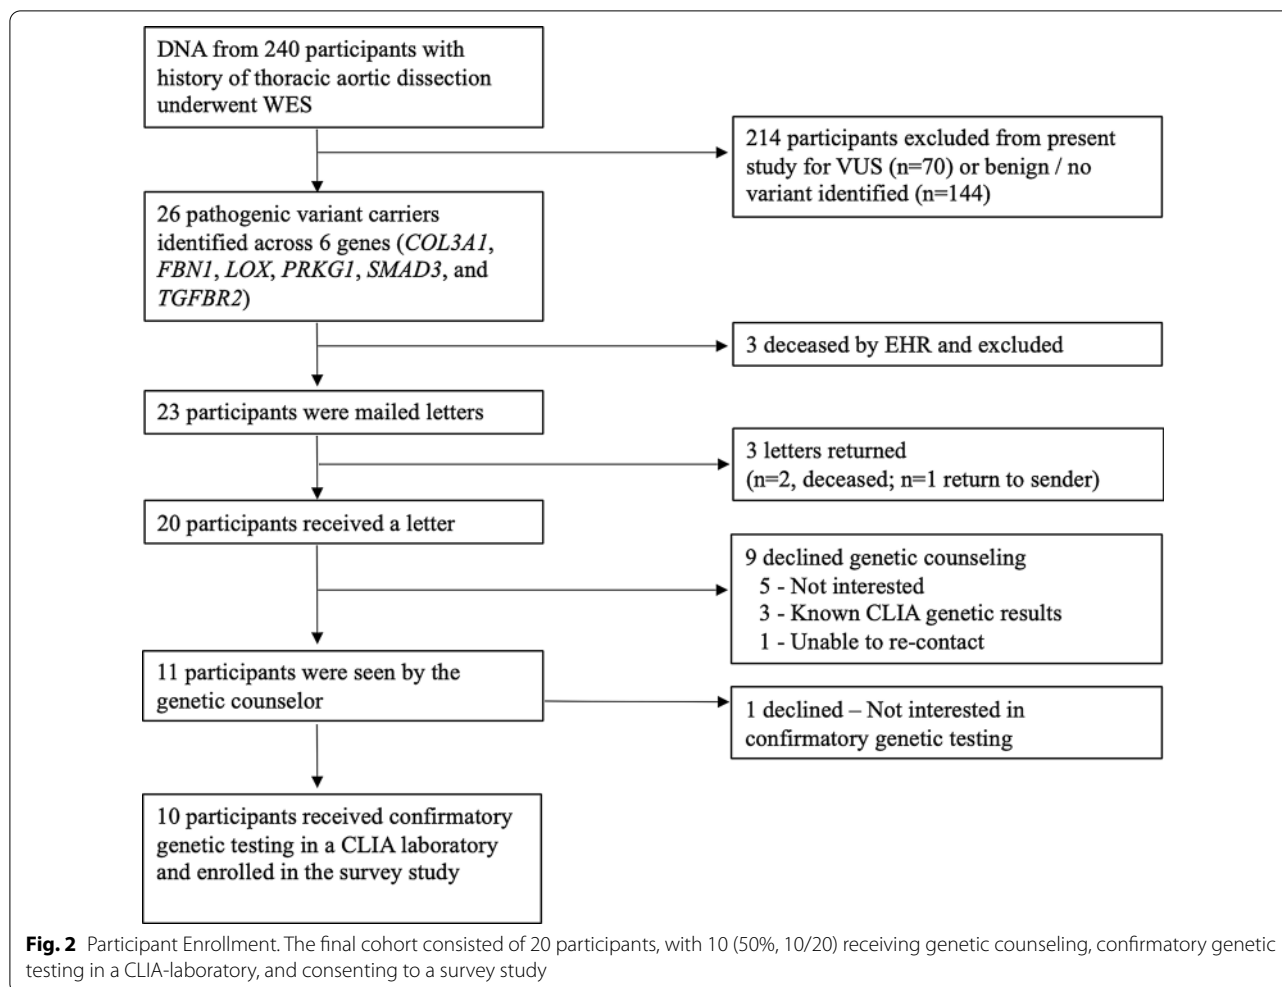 DNA from 240 participants with
history of thoracic aortic dissection
underwent WES
214 participants excluded from present
study for VUS (n=70) or benign / no
variant identified (n=144)
26 pathogenic variant carriers
identified across 6 genes (COL3A1,
FBN1, LOX, PRKG1, SMAD3, and
TGFBR2)
3 deceased by EHR and excluded
23 participants were mailed letters
3 letters returned
(n=2, deceased; n=1 return to sender)
20 participants received a letter
9 declined genetic counseling
5 - Not interested
3 - Known CLIA genetic results
1 - Unable to re-contact
11 participants were seen by the
genetic counselor
1 declined – Not interested in
confirmatory genetic testing
10 participants received confirmatory
genetic testing in a CLIA laboratory
and enrolled in the survey study
Fig. 2 Participant Enrollment. The final cohort consisted of 20 participants, with 10 (50%, 10/20) receiving genetic counseling, confirmatory genetic
testing in a CLIA-laboratory, and consenting to a survey study